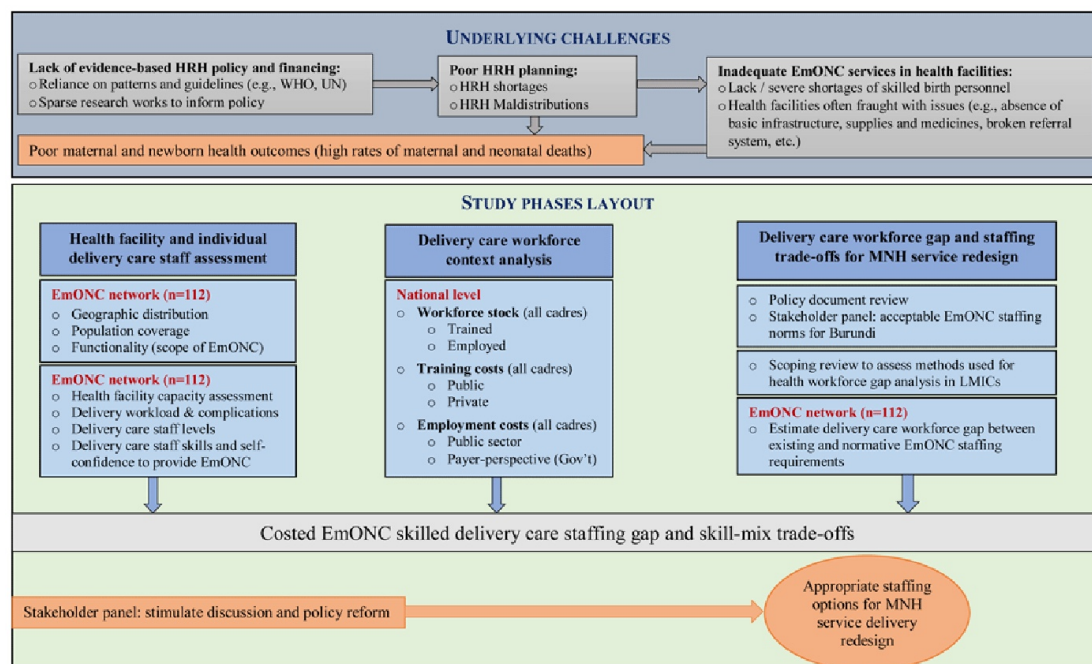 UNDERLYING CHALLENGES
Lack of evidence-based HRH policy and financing:
o Reliance on patterns and guidelines (e.g., WHO, UN)
o Sparse research works to inform policy
Poor HRH planning:
o HRH shortages
o HRH Maldistributions
Inadequate EmONC services in health facilities:
o Lack / severe shortages of skilled birth personnel
o Health facilities often fraught with issues (e.g., absence of
basic infrastructure, supplies and medicines, broken referral
system, etc.)
Poor maternal and newborn health outcomes (high rates of maternal and neonatal deaths)
STUDY PHASES LAYOUT
Health facility and individual
delivery care staff assessment
EmONC network (n=112)
o Geographic distribution
o Population coverage
o Functionality (scope of EmONC)
EmONC network (n=112)
o Health facility capacity assessment
o Delivery workload & complications
o Delivery care staff levels
o Delivery care staff skills and self-
confidence to provide EmONC
Delivery care workforce
context analysis
National level
o Workforce stock (all cadres)
o Trained
o Employed
o Training costs (all cadres)
o Public
o Private
o Employment costs (all cadres)
o Public sector
o Payer-perspective (Gov't)
Delivery care workforce gap and staffing
trade-offs for MNH service redesign
o Policy document review
o Stakeholder panel: acceptable EmONC staffing
norms for Burundi
o Scoping review to assess methods used for
health workforce gap analysis in LMICs
EmONC network (n=112)
o Estimate delivery care workforce gap between
existing and normative EmONC staffing
requirements
Costed EmONC skilled delivery care staffing gap and skill-mix trade-offs
Stakeholder panel: stimulate discussion and policy reform
Appropriate staffing
options for MNH
service delivery
redesign